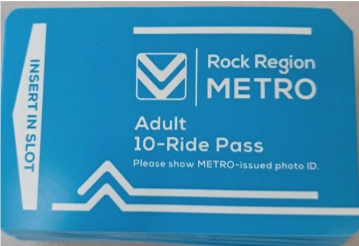 INSERT IN SLOT
Rock Region
METRO
Adult
10-Ride Pass
Please show METRO-issued photo ID.